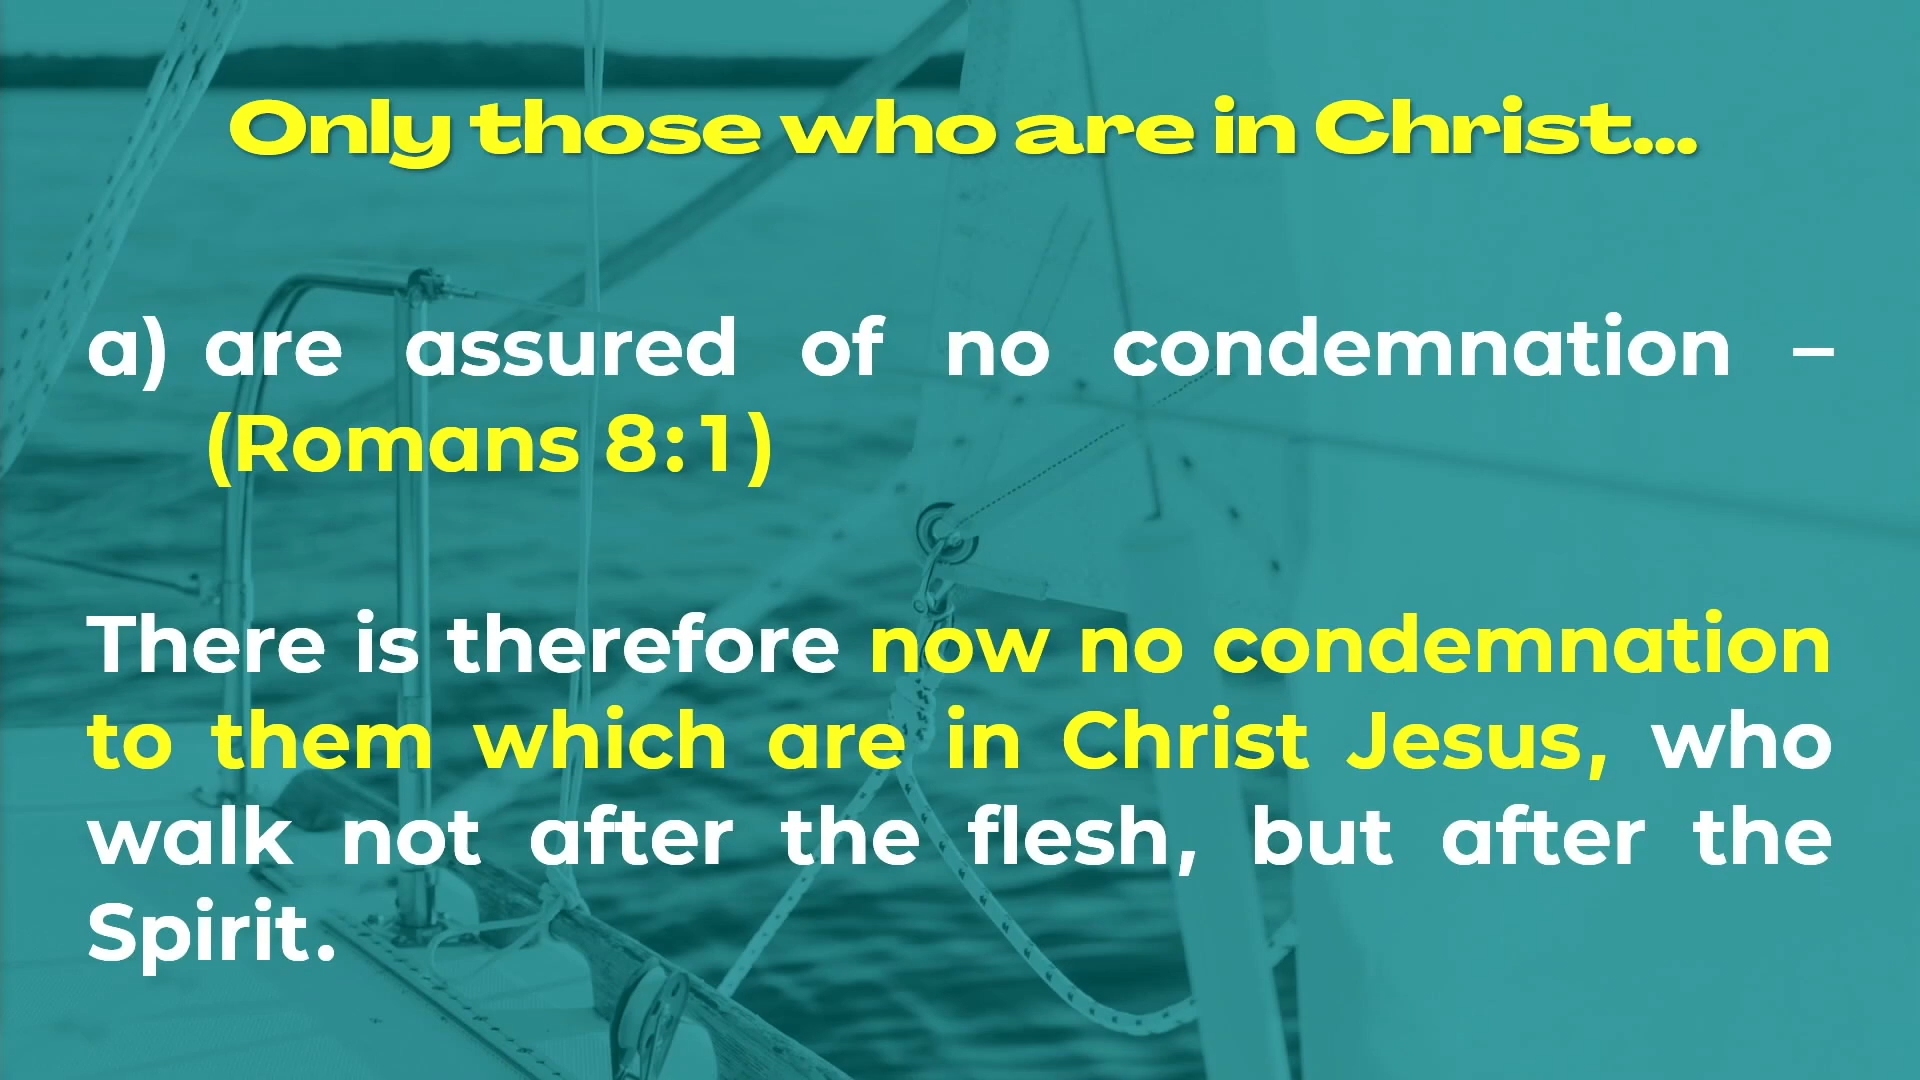 Only those who are in Christ...
a) are assured of no condemnation –
(Romans 8:1)
There is therefore now no condemnation
to them which are in Christ Jesus, who
walk not after the flesh, but after the
Spirit.